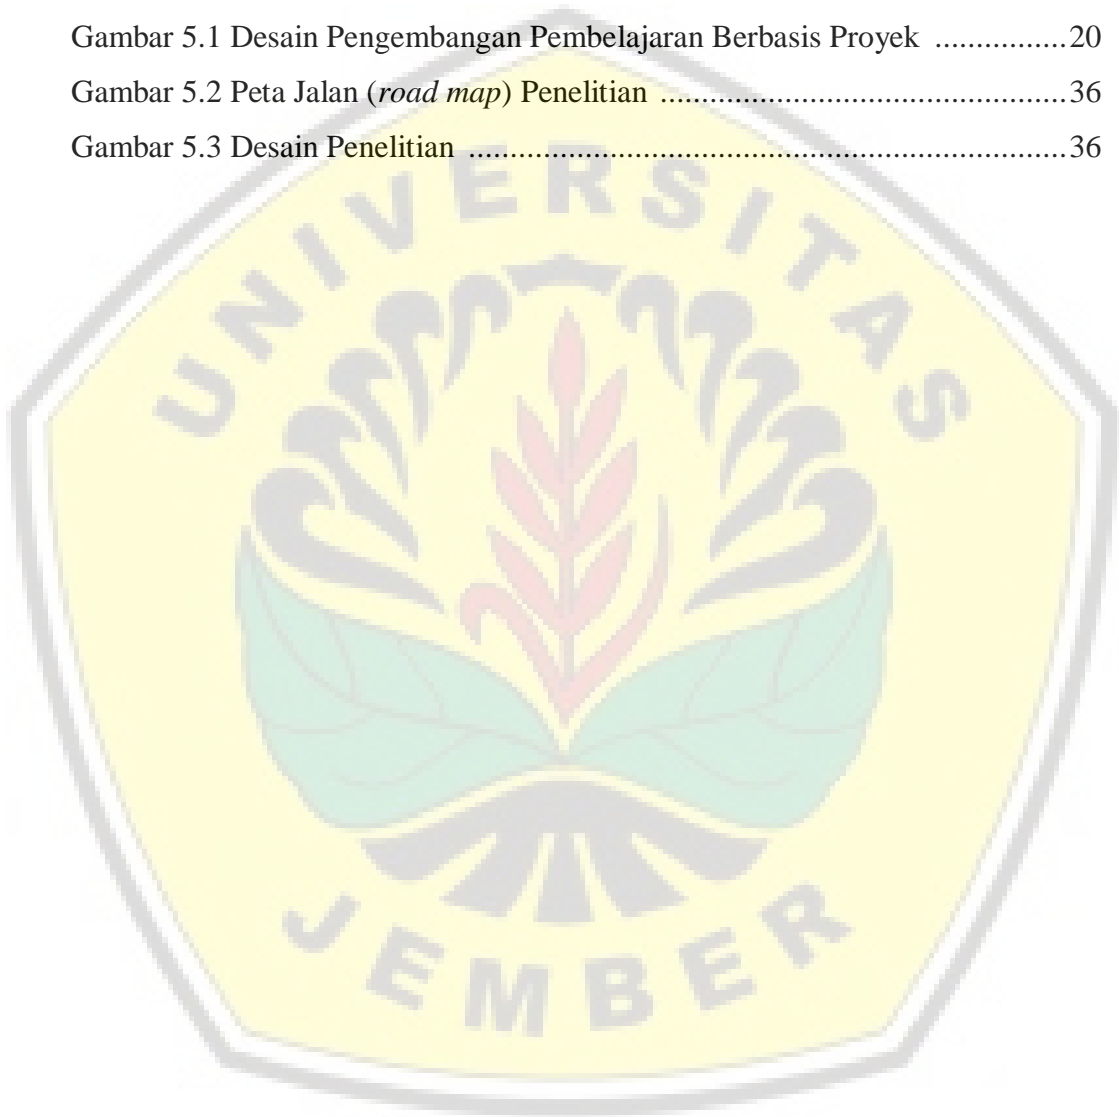 Gambar 5.1 Desain Pengembangan Pembelajaran Berbasis Proyek ................20
Gambar 5.2 Peta Jalan (road map) Penelitian .................................................36
Gambar 5.3 Desain Penelitian ........................................................................36
UNIVERSITAS
JEMBER